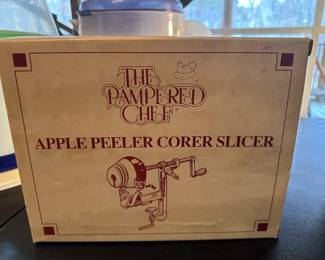 THE
PAMPERED
CHEF
APPLE PEELER CORER SLICER